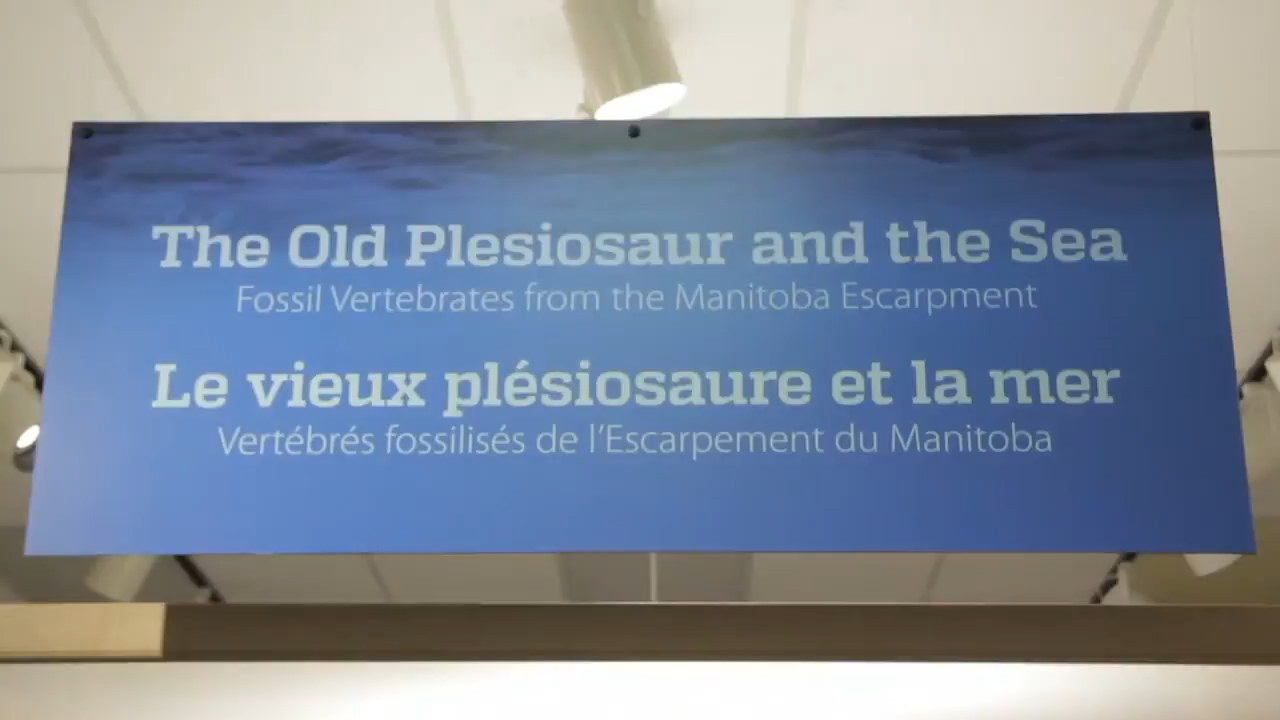 The Old Plesiosaur and the Sea
Fossil Vertebrates from the Manitoba Escarpment
Le vieux plésiosaure et la mer
Vertébrés fossilisés de l'Escarpement du Manitoba